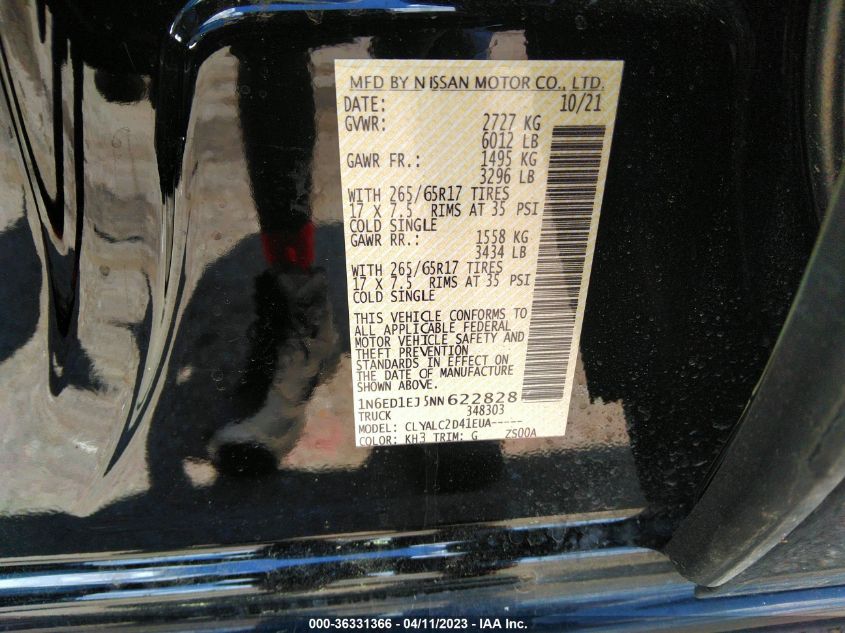 MFD BY NISSAN MOTOR CO., LTD.
DATE: 10/21
GVWR: 2727 KG
6012 LB
GAWR FR.: 1495 KG
3296 LB
WITH 265/65R17 TIRES
17 X 7.5 RIMS AT 35 PSI
COLD SINGLE
GAWR RR.: 1558 KG
3434 LB
WITH 265/65R17 TIRES
17 X 7.5 RIMS AT 35 PSI
COLD SINGLE
THIS VEHICLE CONFORMS TO
ALL APPLICABLE FEDERAL
MOTOR VEHICLE SAFETY AND
THEFT PREVENTION
STANDARDS IN EFFECT ON
THE DATE OF MANUFACTURE
SHOWN ABOVE.
1N6ED1EJ5NN622828
TRUCK 348303
MODEL: CLYALC2D41EUA-----
COLOR: KH3 TRIM: G ZS00A
000-36331366 - 04/11/2023 - IAA Inc.